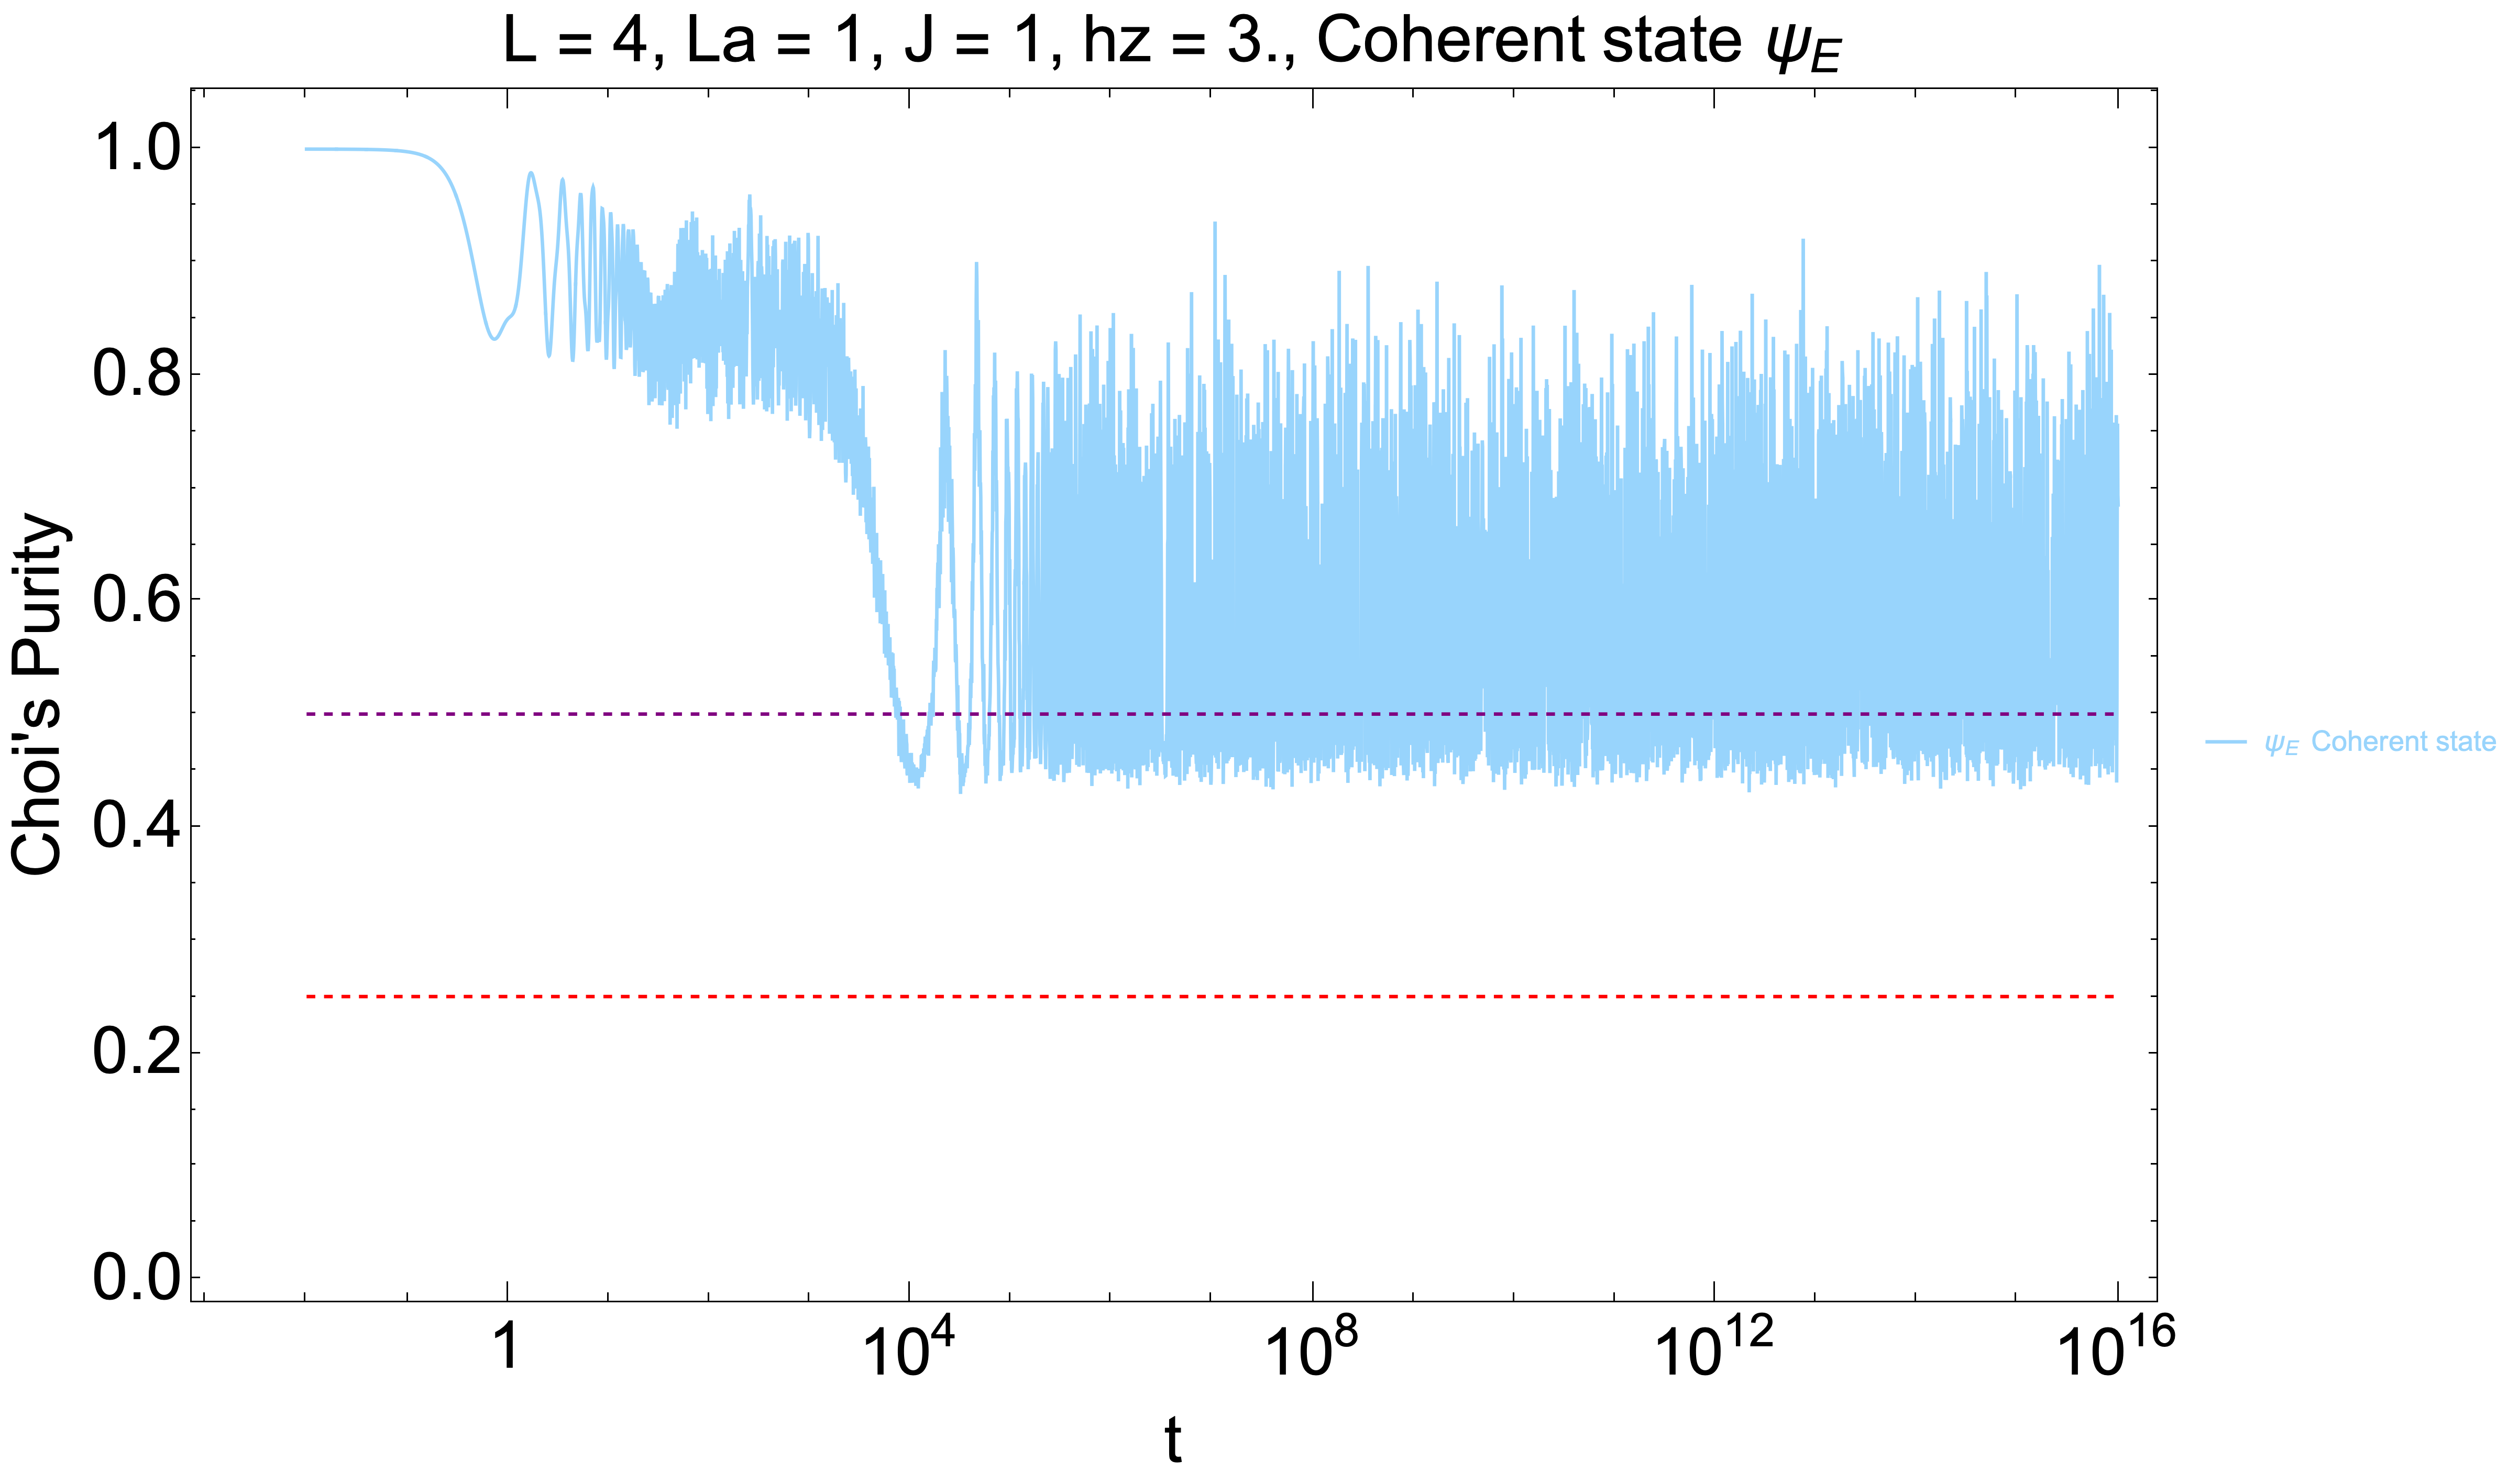 L = 4, La = 1, J = 1, hz = 3., Coherent state ψE
1.0
0.8
0.6
0.4
0.2
0.0
Choi's Purity
1
10^4
10^8
10^12
10^16
t
ψE Coherent state